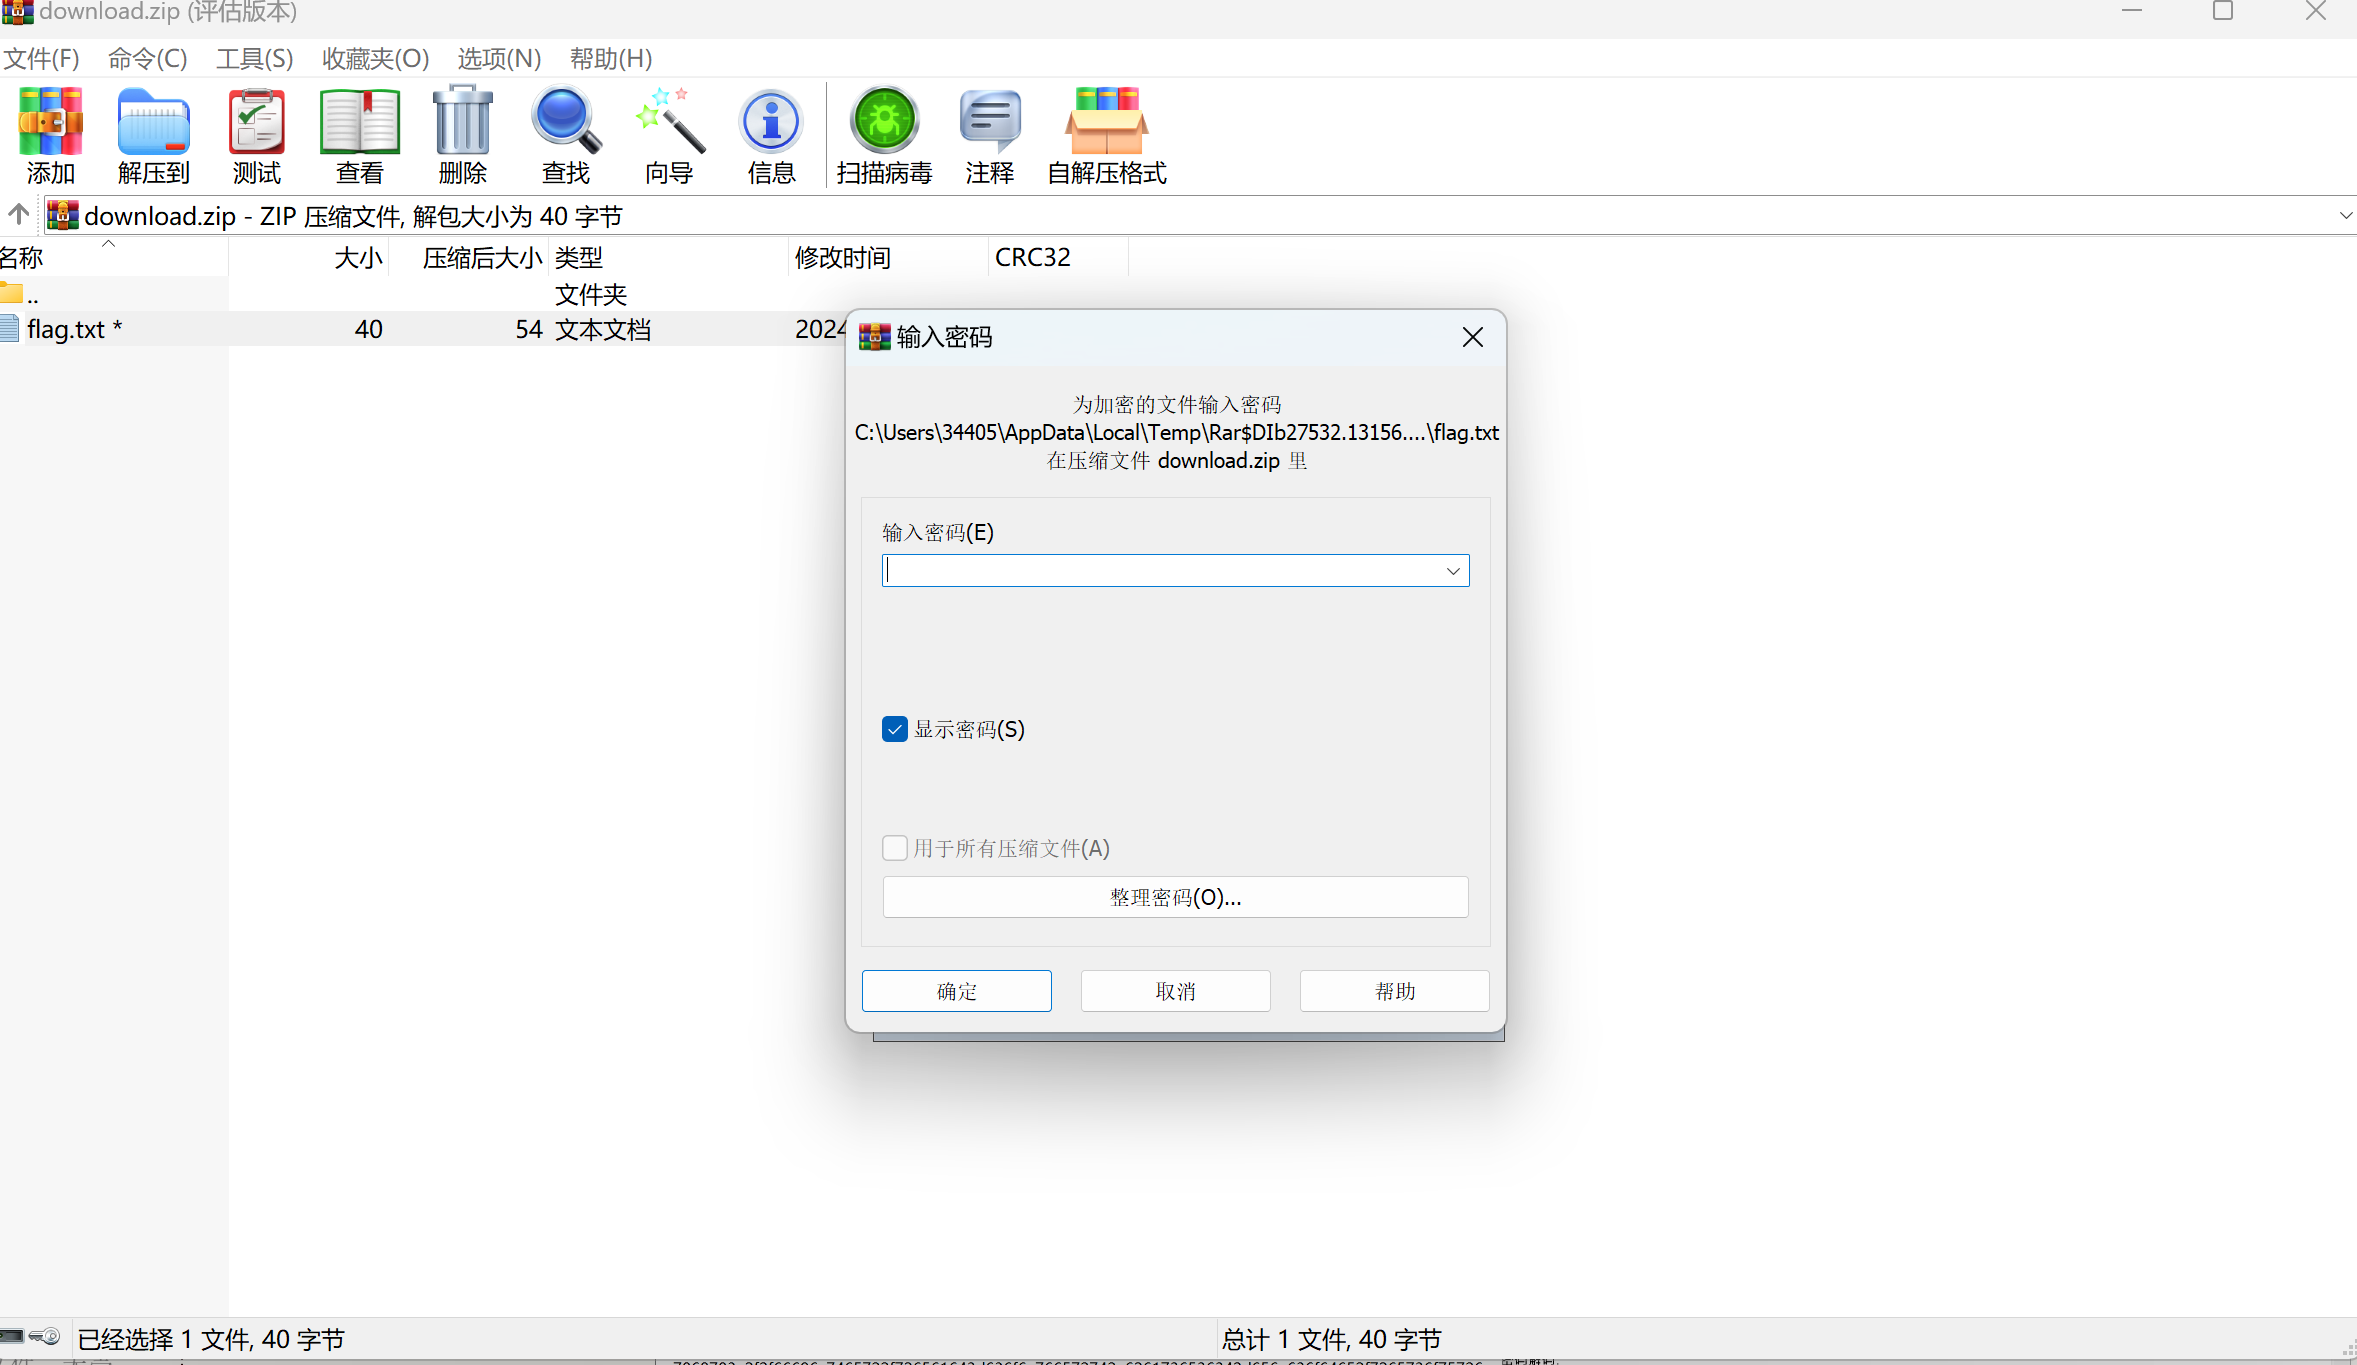 download.zip (评估版本)
文件(F) 命令(C) 工具(S) 收藏夹(O) 选项(N) 帮助(H)
添加 解压到 测试 查看 删除 查找 向导 信息 扫描病毒 注释 自解压格式
download.zip - ZIP 压缩文件, 解包大小为 40 字节
名称 大小 压缩后大小 类型 修改时间 CRC32
.. 文件夹
flag.txt * 40 54 文本文档 2024
输入密码
为加密的文件输入密码
C:\Users\34405\AppData\Local\Temp\Rar$DIb27532.13156....\flag.txt
在压缩文件 download.zip 里
输入密码(E)
显示密码(S)
用于所有压缩文件(A)
整理密码(O)...
确定 取消 帮助
已经选择 1 文件, 40 字节 总计 1 文件, 40 字节